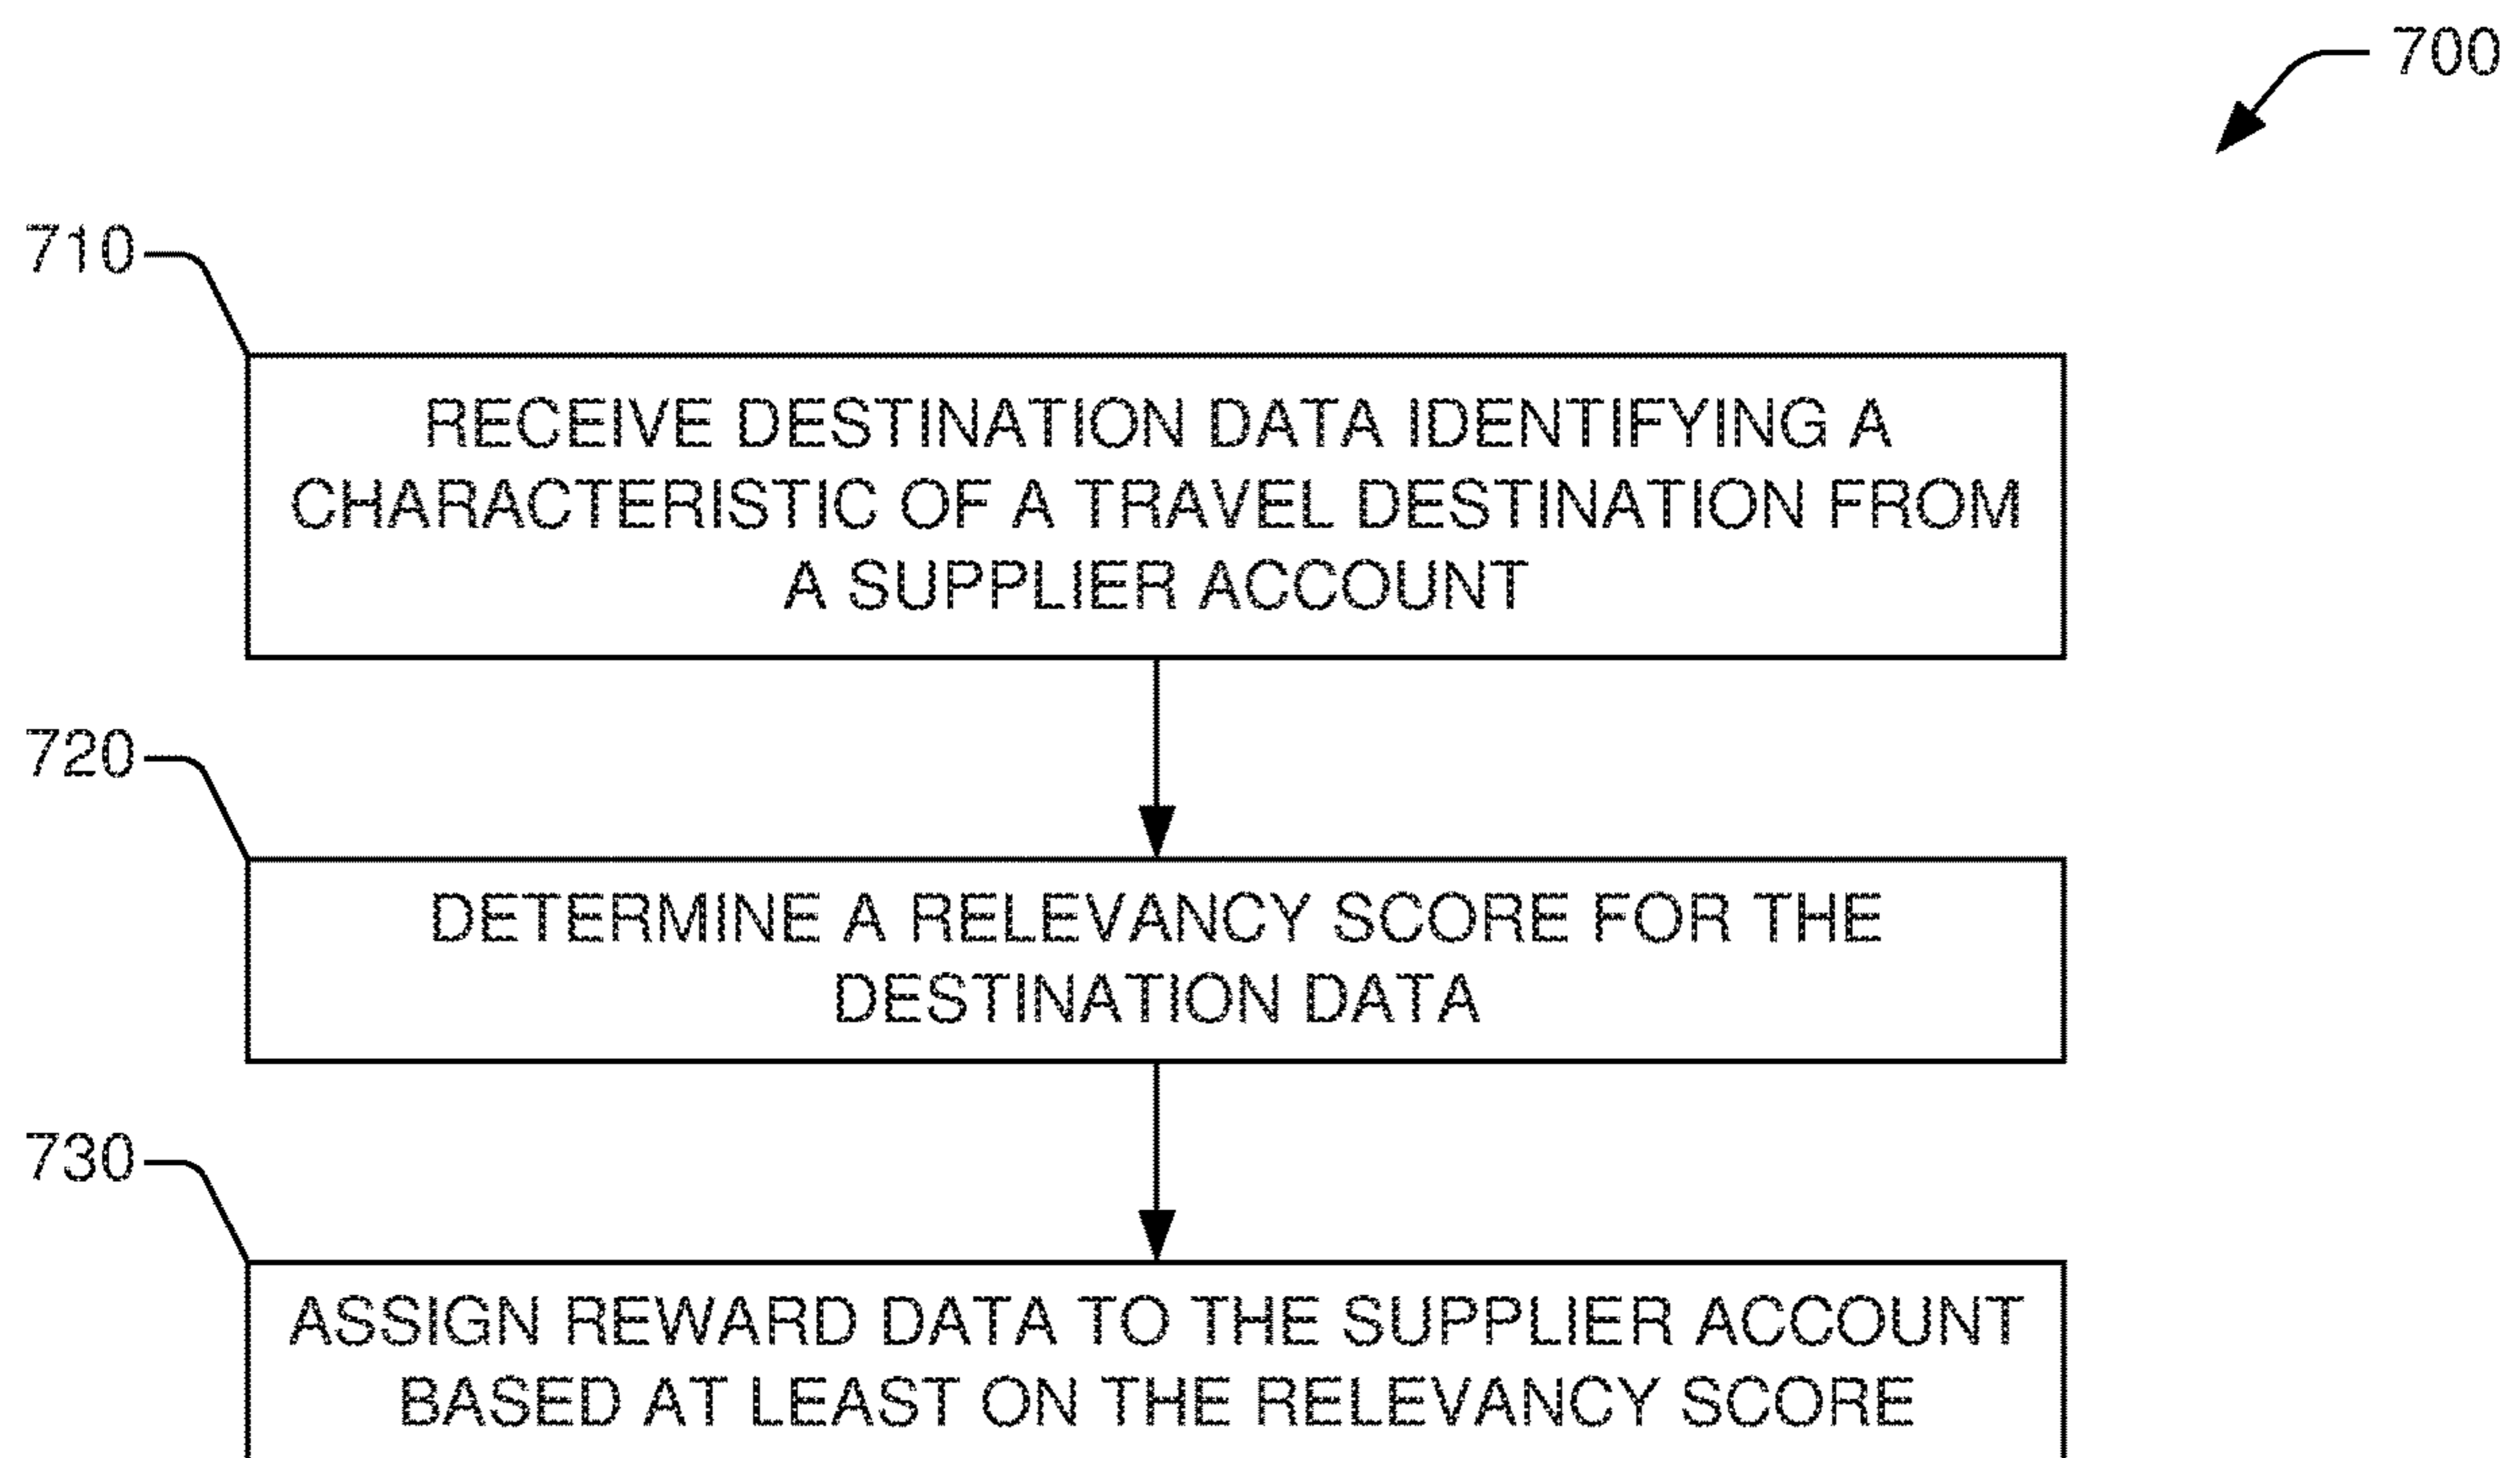 700
710
RECEIVE DESTINATION DATA IDENTIFYING A
CHARACTERISTIC OF A TRAVEL DESTINATION FROM
A SUPPLIER ACCOUNT
720
DETERMINE A RELEVANCY SCORE FOR THE
DESTINATION DATA
730
ASSIGN REWARD DATA TO THE SUPPLIER ACCOUNT
BASED AT LEAST ON THE RELEVANCY SCORE